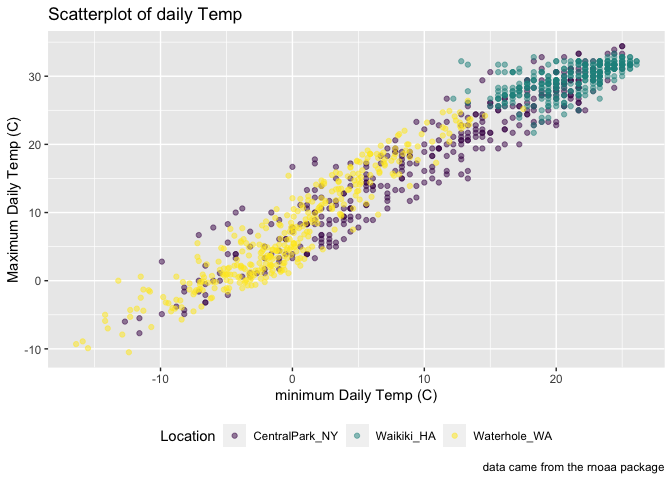 Scatterplot of daily Temp
Maximum Daily Temp (C)
30
20
10
0
-10
-10 0 10 20
minimum Daily Temp (C)
Location CentralPark_NY Waikiki_HA Waterhole_WA
data came from the rnoaa package